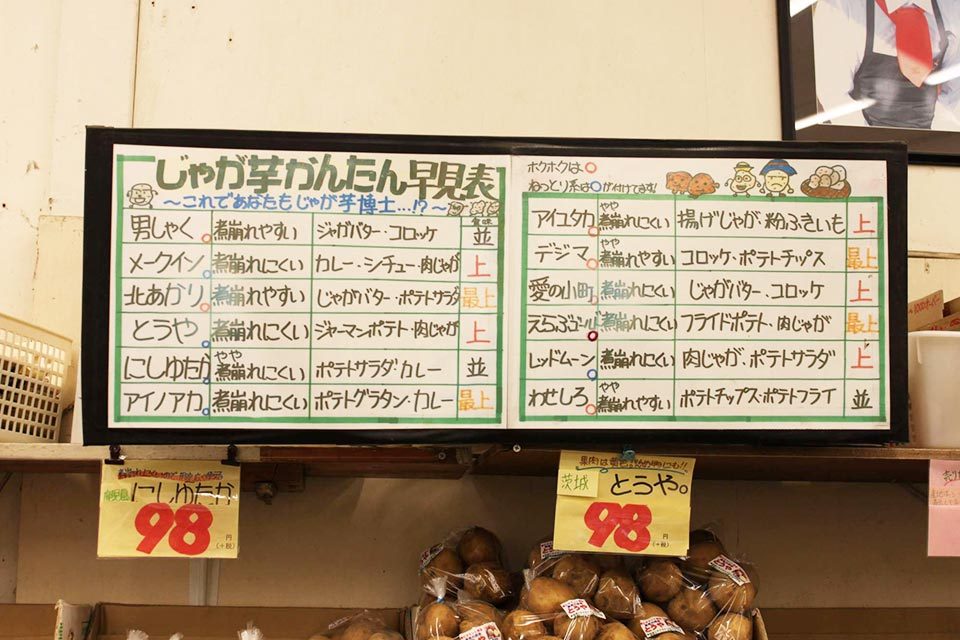 じゃが芋かんたん早見表
～これであなたもじゃが芋博士…!?～
食味
男しゃく 煮崩れやすい ジャガバター・コロッケ 並
メークイン 煮崩れにくい カレー・シチュー・肉じゃが 上
北あかり 煮崩れやすい じゃがバター・ポテトサラダ 最上
とうや 煮崩れにくい ジャーマンポテト・肉じゃが 上
にしゆたか やや煮崩れにくい ポテトサラダ・カレー 並
アイノアカ 煮崩れにくい ポテトグラタン・カレー 最上
ホクホクは○
ねっとり系は○が付けてます!
アイユタカ やや煮崩れにくい 揚げじゃが・粉ふきいも 上
デジマ やや煮崩れやすい コロッケ・ポテトチップス 最上
愛の小町 煮崩れにくい じゃがバター・コロッケ 上
えらぶゴールド 煮崩れにくい フライドポテト・肉じゃが 最上
レッドムーン 煮崩れにくい 肉じゃが・ポテトサラダ 上
わせしろ やや煮崩れやすい ポテトチップス・ポテトフライ 並
にしゆたか
98
円
(+税)
茨城
とうや。
98
円
(+税)